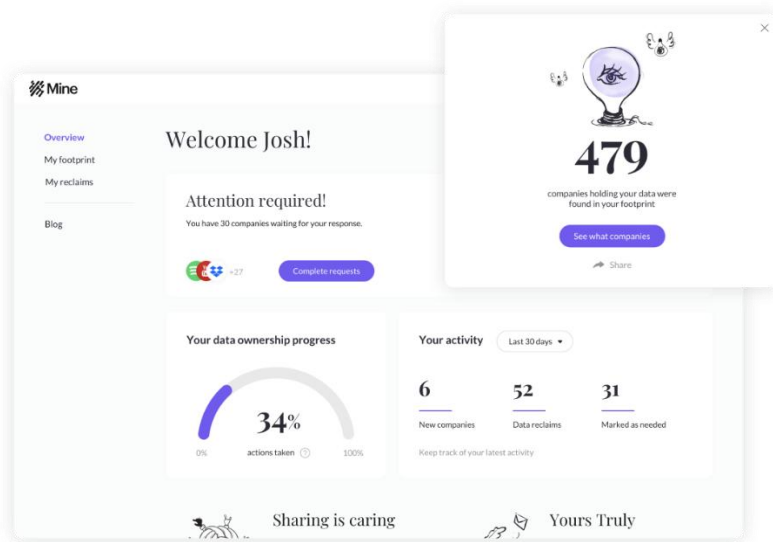 Mine
Overview
My footprint
My reclaims
Blog
Welcome Josh!
Attention required!
You have 30 companies waiting for your response.
+27
Complete requests
479
companies holding your data were
found in your footprint
See what companies
Share
Your data ownership progress
34%
0%
actions taken ?
100%
Your activity
Last 30 days
6
52
31
New companies
Data reclaims
Marked as needed
Keep track of your latest activity
Sharing is caring
Yours Truly